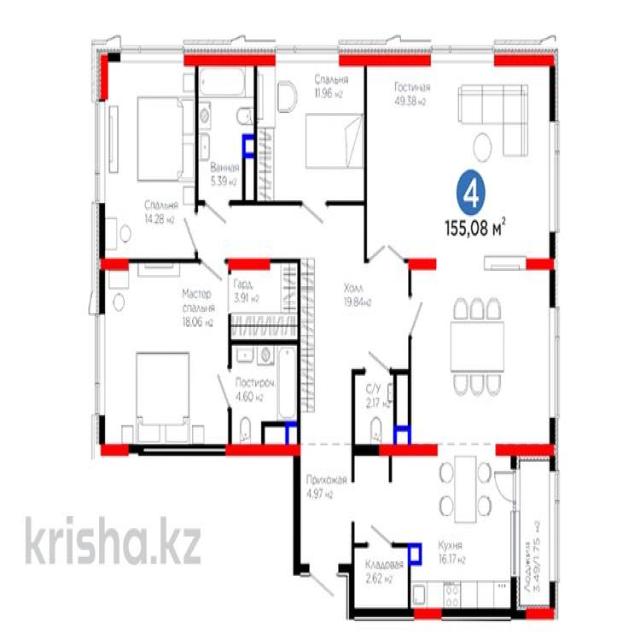 Спальня
11.96 м2
Гостиная
49.38 м2
Ванная
5.39 м2
4
155,08 м²
Спальня
14.28 м2
Мастер
спальня
18.06 м2
Гард.
3.91 м2
Холл
19.84 м2
Постироч.
4.60 м2
С/У
2.17 м2
Прихожая
4.97 м2
Кухня
16.17 м2
Кладовая
2.62 м2
Лоджия
3.49/1.75 м2
krisha.kz